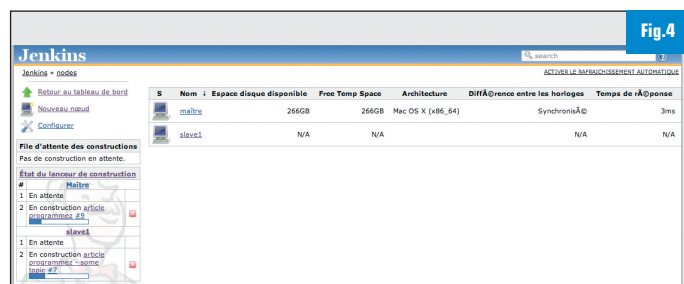 Fig.4
Jenkins
search
Jenkins » nodes
ACTIVER LE RAFRAICHISSEMENT AUTOMATIQUE
Retour au tableau de bord
Nouveau nœud
Configurer
File d'attente des constructions
Pas de construction en attente.
État du lanceur de construction
# Maître
1 En attente
2 En construction article
programmez #9
slave1
1 En attente
2 En construction article
programmez - some
topic #7
S Nom ↓ Espace disque disponible Free Temp Space Architecture DiffÃ©rence entre les horloges Temps de rÃ©ponse
maître 266GB 266GB Mac OS X (x86_64) SynchronisÃ© 3ms
slave1 N/A N/A N/A N/A